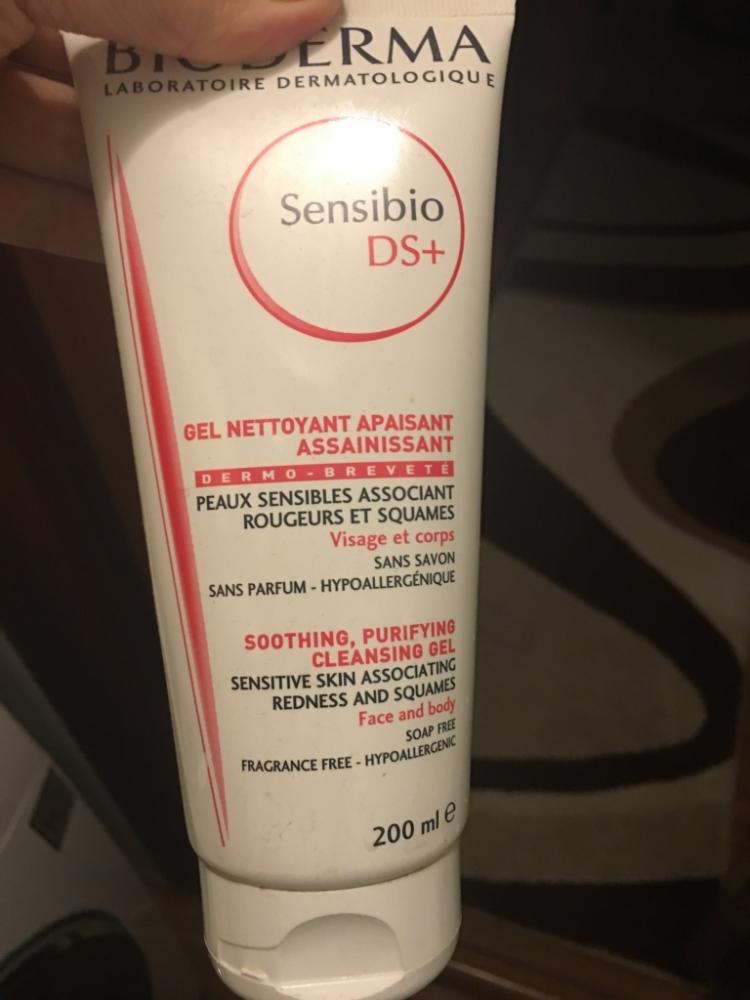 BIODERMA
LABORATOIRE DERMATOLOGIQUE
Sensibio
DS+
GEL NETTOYANT APAISANT
ASSAINISSANT
DERMO-BREVETÉ
PEAUX SENSIBLES ASSOCIANT
ROUGEURS ET SQUAMES
Visage et corps
SANS SAVON
SANS PARFUM - HYPOALLERGÉNIQUE
SOOTHING, PURIFYING
CLEANSING GEL
SENSITIVE SKIN ASSOCIATING
REDNESS AND SQUAMES
Face and body
SOAP FREE
FRAGRANCE FREE - HYPOALLERGENIC
200 ml ℮